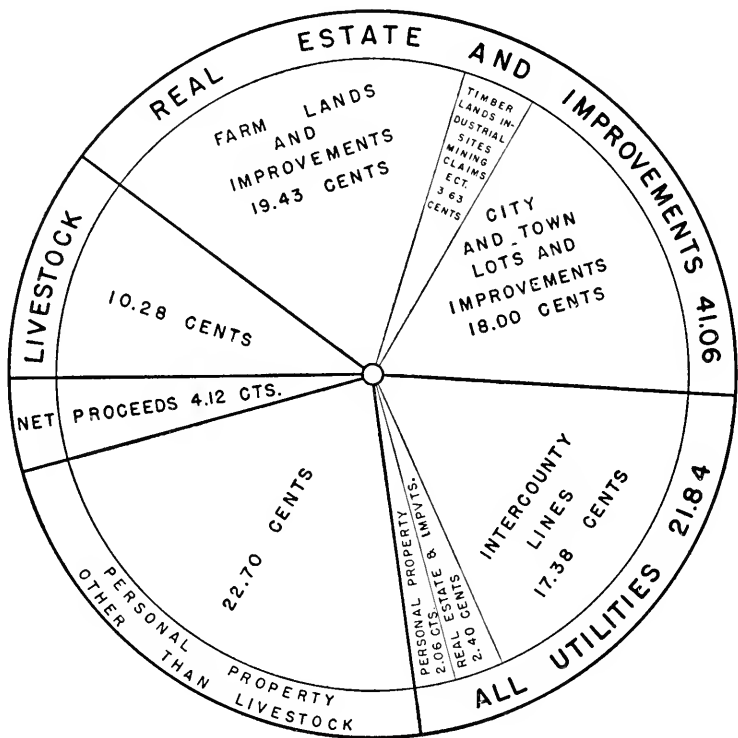 REAL ESTATE AND IMPROVEMENTS 41.06
FARM LANDS
AND
IMPROVEMENTS
19.43 CENTS
TIMBER
LANDS IN-
DUSTRIAL
SITES
MINING
CLAIMS
ECT.
3 63
CENTS
CITY
AND TOWN
LOTS AND
IMPROVEMENTS
18.00 CENTS
LIVESTOCK
10.28 CENTS
NET PROCEEDS 4.12 CTS.
22.70 CENTS
PERSONAL PROPERTY
OTHER THAN LIVESTOCK
PERSONAL PROPERTY
2.06 CTS.
REAL ESTATE & IMPVTS.
REAL ESTATE
2.40 CENTS
INTERCOUNTY
LINES
17.38 CENTS
ALL UTILITIES 21.84